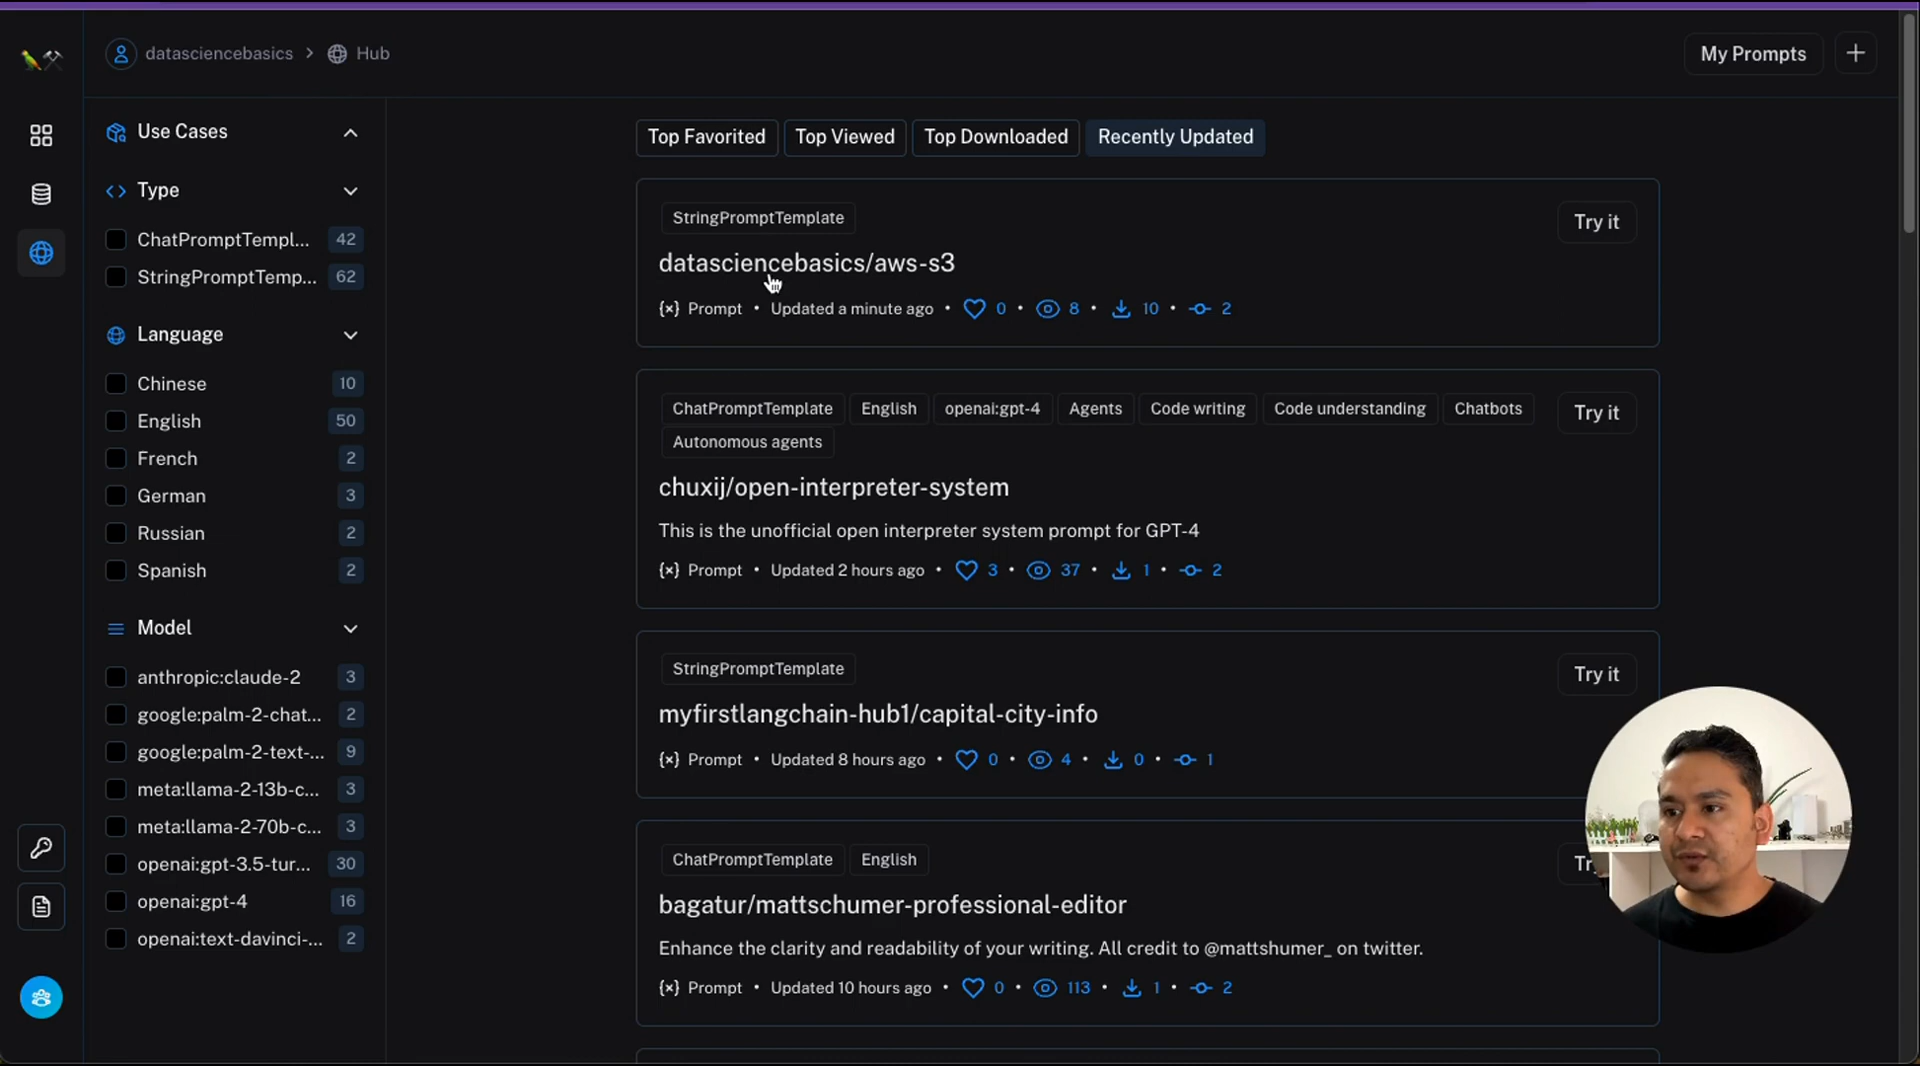 datasciencebasics > Hub
My Prompts +
Use Cases
Type
ChatPromptTempl... 42
StringPromptTemp... 62
Language
Chinese 10
English 50
French 2
German 3
Russian 2
Spanish 2
Model
anthropic:claude-2 3
google:palm-2-chat... 2
google:palm-2-text-... 9
meta:llama-2-13b-c... 3
meta:llama-2-70b-c... 3
openai:gpt-3.5-tur... 30
openai:gpt-4 16
openai:text-davinci-... 2
Top Favorited Top Viewed Top Downloaded Recently Updated
StringPromptTemplate Try it
datasciencebasics/aws-s3
{×} Prompt • Updated a minute ago • 0 • 8 • 10 • 2
ChatPromptTemplate English openai:gpt-4 Agents Code writing Code understanding Chatbots Try it
Autonomous agents
chuxij/open-interpreter-system
This is the unofficial open interpreter system prompt for GPT-4
{×} Prompt • Updated 2 hours ago • 3 • 37 • 1 • 2
StringPromptTemplate Try it
myfirstlangchain-hub1/capital-city-info
{×} Prompt • Updated 8 hours ago • 0 • 4 • 0 • 1
ChatPromptTemplate English
bagatur/mattschumer-professional-editor
Enhance the clarity and readability of your writing. All credit to @mattshumer_ on twitter.
{×} Prompt • Updated 10 hours ago • 0 • 113 • 1 • 2